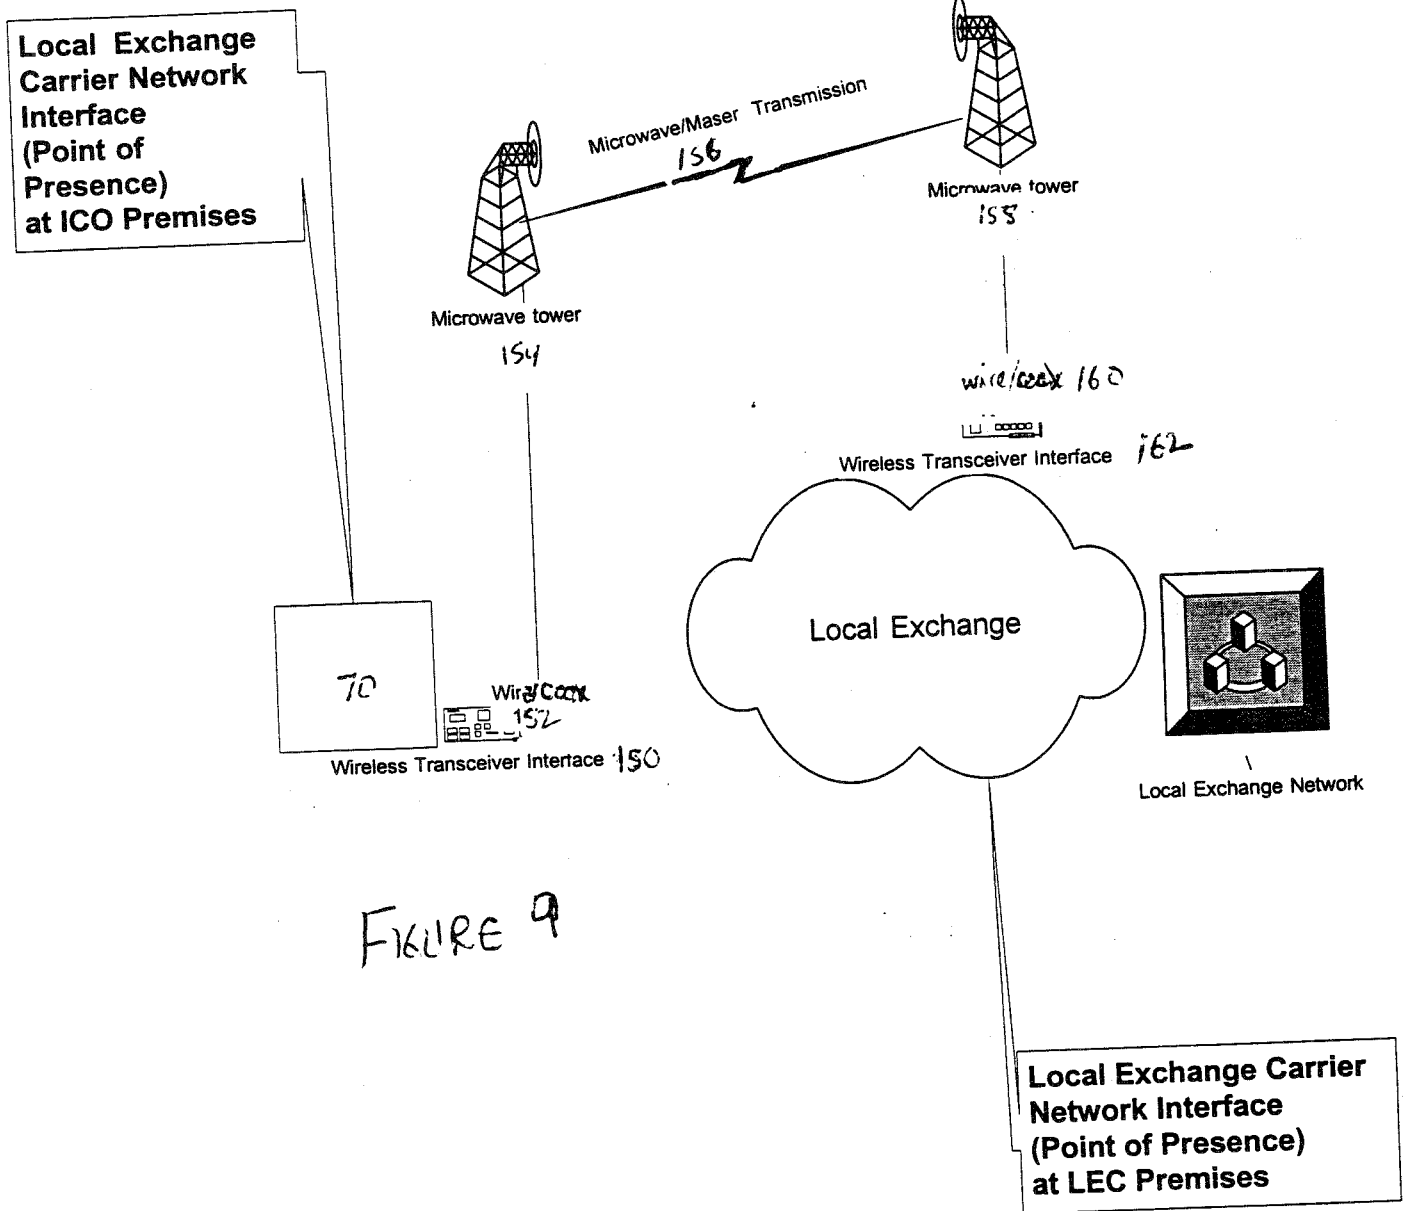 Local Exchange
Carrier Network
Interface
(Point of
Presence)
at ICO Premises
Microwave/Maser Transmission
156
Microwave tower
158
Microwave tower
154
wire/coax 160
Wireless Transceiver Interface 162
Local Exchange
70
Wire/Coax
152
Wireless Transceiver Interface 150
Local Exchange Network
FIGURE 9
Local Exchange Carrier
Network Interface
(Point of Presence)
at LEC Premises